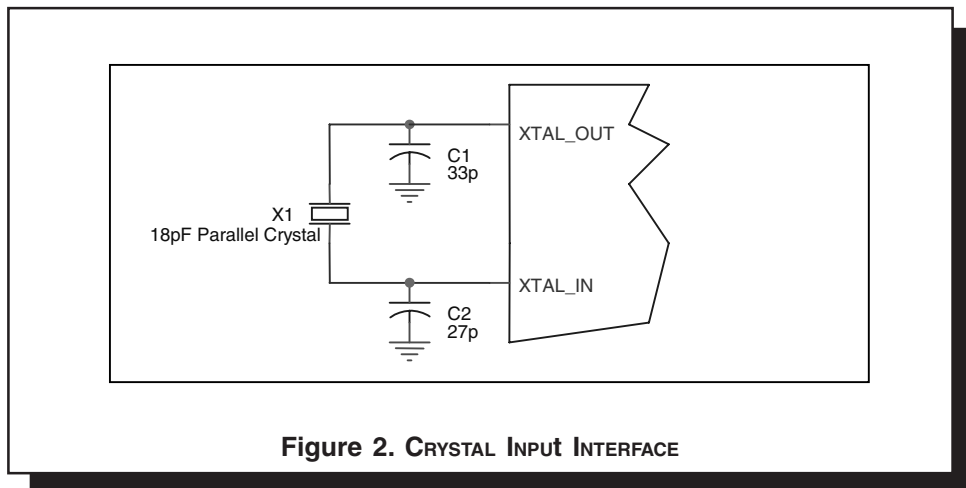 XTAL_OUT
C1
33p
X1
18pF Parallel Crystal
XTAL_IN
C2
27p
Figure 2. CRYSTAL INPUt INTERFACE